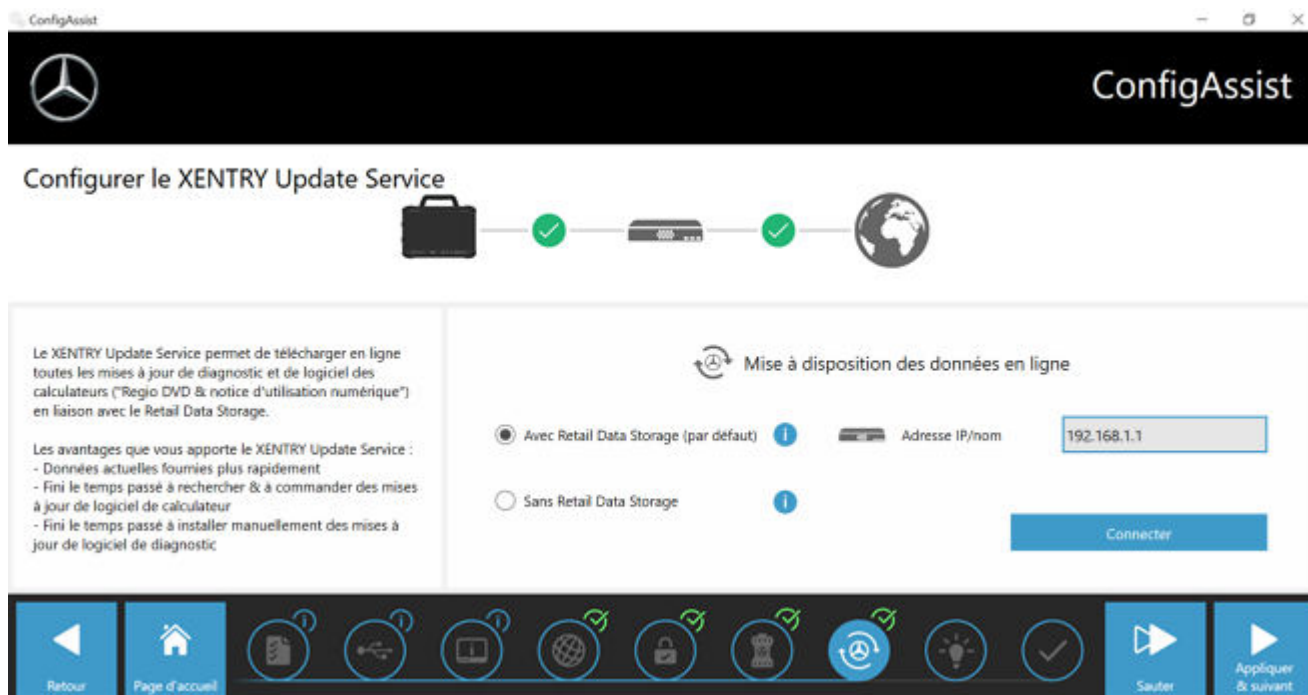 ConfigAssist
ConfigAssist
Configurer le XENTRY Update Service
Le XENTRY Update Service permet de télécharger en ligne
toutes les mises à jour de diagnostic et de logiciel des
calculateurs ("Regio DVD & notice d'utilisation numérique")
en liaison avec le Retail Data Storage.
Les avantages que vous apporte le XENTRY Update Service :
- Données actuelles fournies plus rapidement
- Fini le temps passé à rechercher & à commander des mises
à jour de logiciel de calculateur
- Fini le temps passé à installer manuellement des mises à
jour de logiciel de diagnostic
Mise à disposition des données en ligne
Avec Retail Data Storage (par défaut)
Adresse IP/nom
192.168.1.1
Sans Retail Data Storage
Connecter
Retour
Page d'accueil
Sauter
Appliquer
& suivant